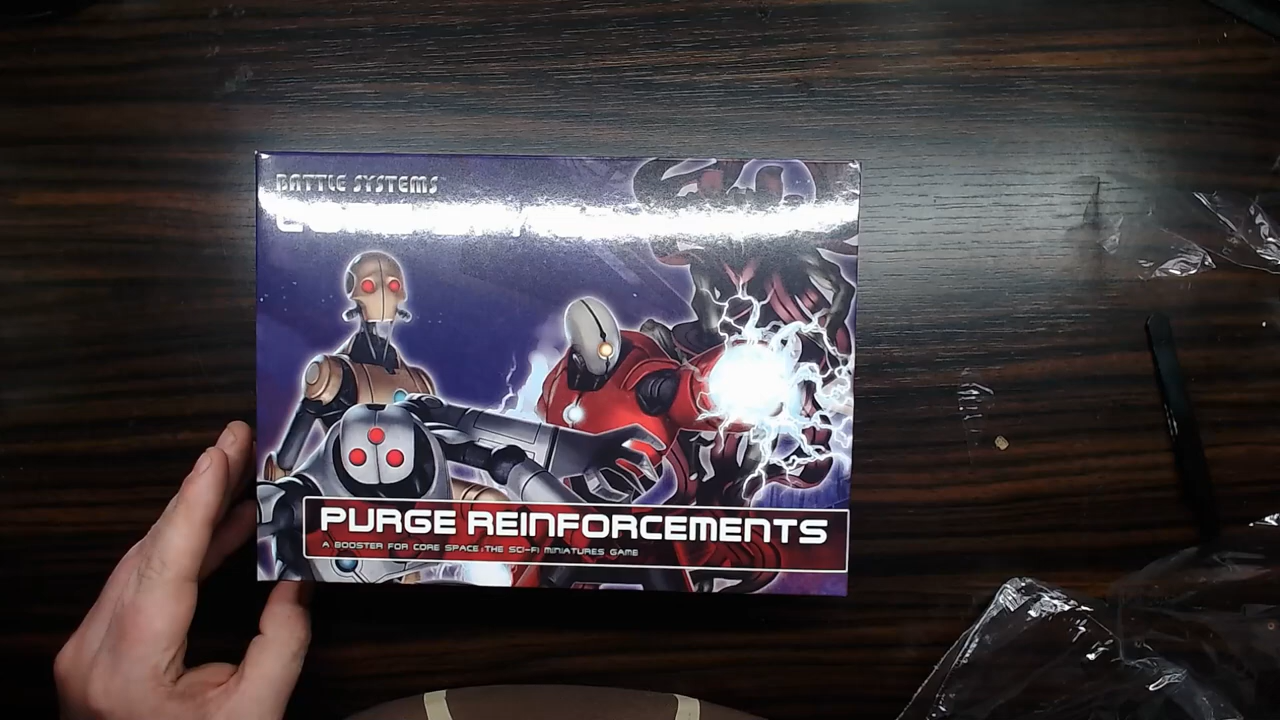 BATTLE SYSTEMS
PURGE REINFORCEMENTS
A BOOSTER FOR CORE SPACE: THE SCI-FI MINIATURES GAME